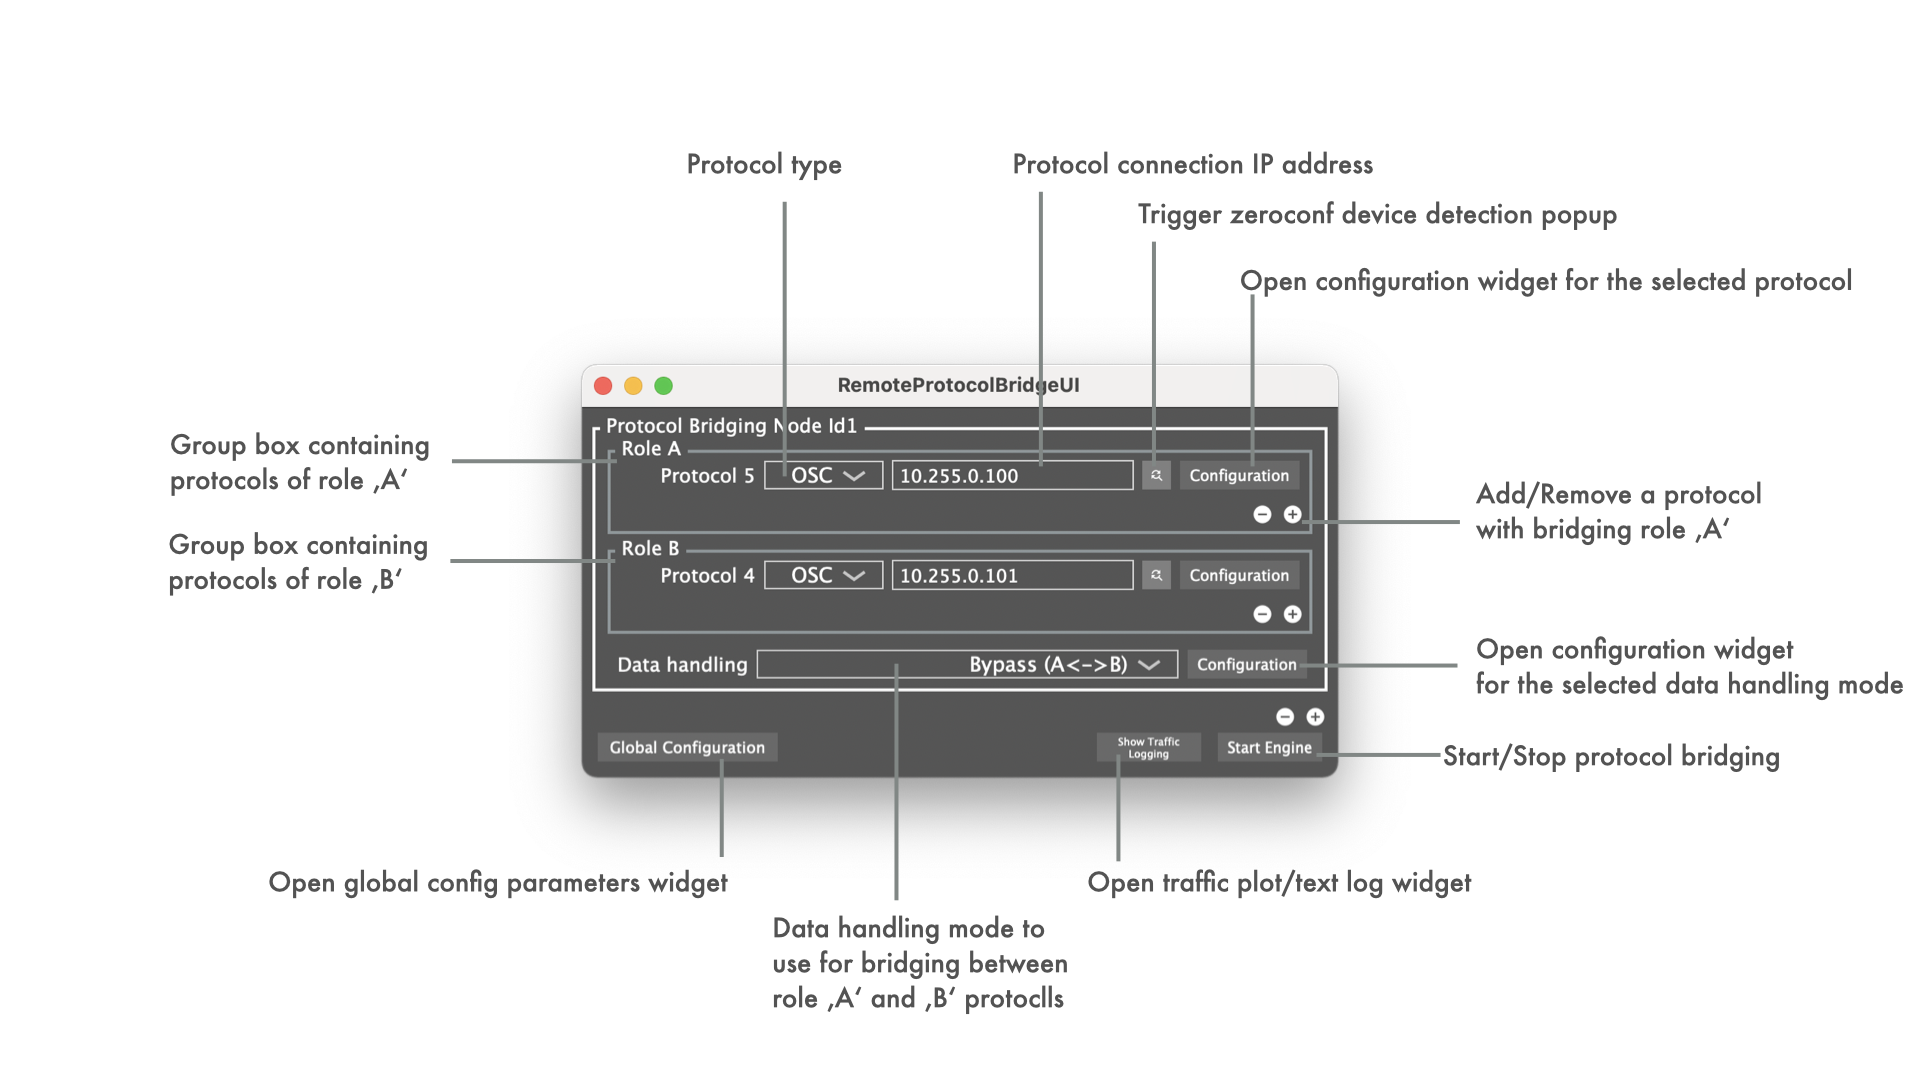 Protocol type
Protocol connection IP address
Trigger zeroconf device detection popup
Open configuration widget for the selected protocol
RemoteProtocolBridgeUI
Protocol Bridging Node Id1
Role A
Protocol 5 OSC 10.255.0.100 Configuration
Group box containing
protocols of role ‚A‘
Add/Remove a protocol
with bridging role ‚A‘
Role B
Protocol 4 OSC 10.255.0.101 Configuration
Group box containing
protocols of role ‚B‘
Data handling Bypass (A<->B) Configuration
Open configuration widget
for the selected data handling mode
Global Configuration
Show Traffic
Logging
Start Engine
Start/Stop protocol bridging
Open global config parameters widget
Open traffic plot/text log widget
Data handling mode to
use for bridging between
role ‚A‘ and ‚B‘ protoclls